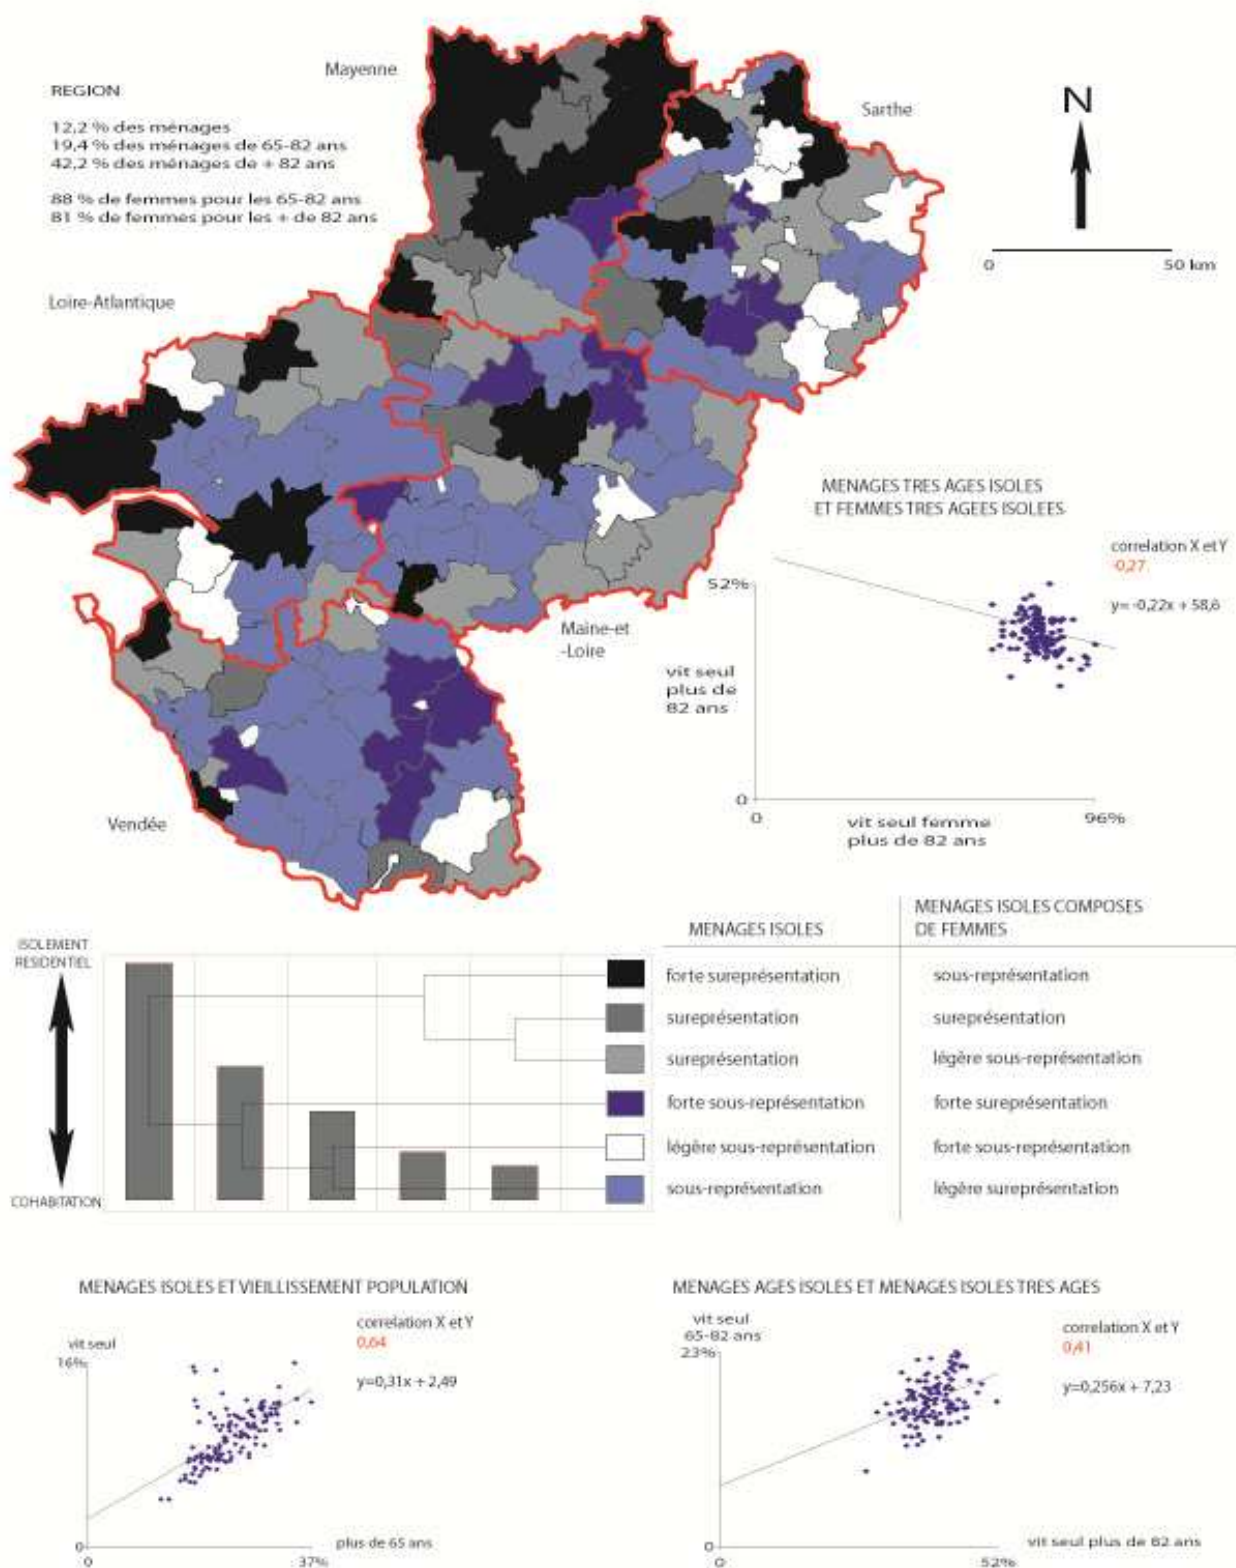 Mayenne
REGION
12,2 % des ménages
19,4 % des ménages de 65-82 ans
42,2 % des ménages de + 82 ans
88 % de femmes pour les 65-82 ans
81 % de femmes pour les + de 82 ans
Sarthe
N
0 50 km
Loire-Atlantique
MENAGES TRES AGES ISOLES
ET FEMMES TRES AGEES ISOLEES
correlation X et Y
-0,27
y= -0,22x + 58,6
52%
vit seul
plus de
82 ans
0
0 96%
vit seul femme
plus de 82 ans
Maine-et
-Loire
Vendée
ISOLEMENT
RESIDENTIEL
COHABITATION
MENAGES ISOLES
MENAGES ISOLES COMPOSES
DE FEMMES
forte sureprésentation sous-représentation
sureprésentation sureprésentation
sureprésentation légère sous-représentation
forte sous-représentation forte sureprésentation
légère sous-représentation forte sous-représentation
sous-représentation légère sureprésentation
MENAGES ISOLES ET VIEILLISSEMENT POPULATION
correlation X et Y
0,64
y=0,31x + 2,49
vit seul
16%
0
0 37%
plus de 65 ans
MENAGES AGES ISOLES ET MENAGES ISOLES TRES AGES
vit seul
65-82 ans
23%
correlation X et Y
0,41
y=0,256x + 7,23
0
0 52%
vit seul plus de 82 ans